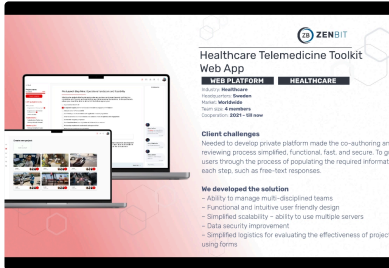 ZB ZENBIT
Healthcare Telemedicine Toolkit
Web App
WEB PLATFORM HEALTHCARE
Industry: Healthcare
Headquarters: Sweden
Market: Worldwide
Team size: 4 members
Cooperation: 2021 – till now
Client challenges
Needed to develop private platform made the co-authoring an
reviewing process simplified, functional, fast, and secure. To g
users through the process of populating the required informat
each step, such as free-text responses.
We developed the solution
– Ability to manage multi-disciplined teams
– Functional and intuitive user friendly design
– Simplified scalability – ability to use multiple servers
– Data security improvement
– Simplified logistics for evaluating the effectiveness of project
using forms